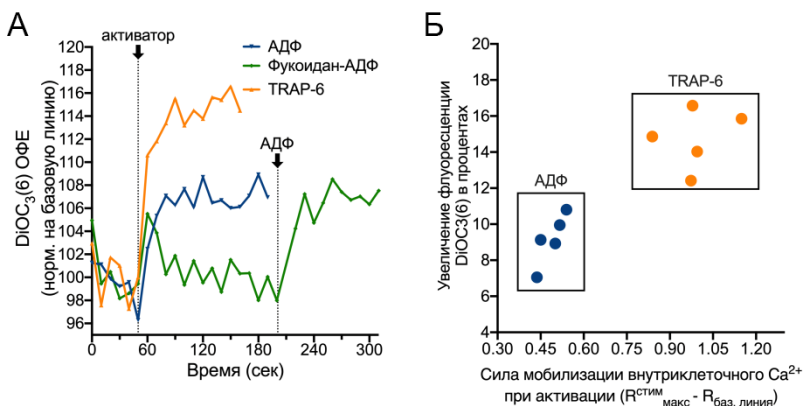 А
активатор
АДФ
Фукоидан-АДФ
TRAP-6
АДФ
DiOC3(6) ОФЕ
(норм. на базовую линию)
120
118
116
114
112
110
108
106
104
102
100
98
96
0 60 120 180 240 300
Время (сек)
Б
TRAP-6
АДФ
Увеличение флуоресценции
DiOC3(6) в процентах
20
18
16
14
12
10
8
6
4
0.30 0.45 0.60 0.75 0.90 1.05 1.20
Сила мобилизации внутриклеточного Ca2+
при активации (Rстим макс - Rбаз. линия)